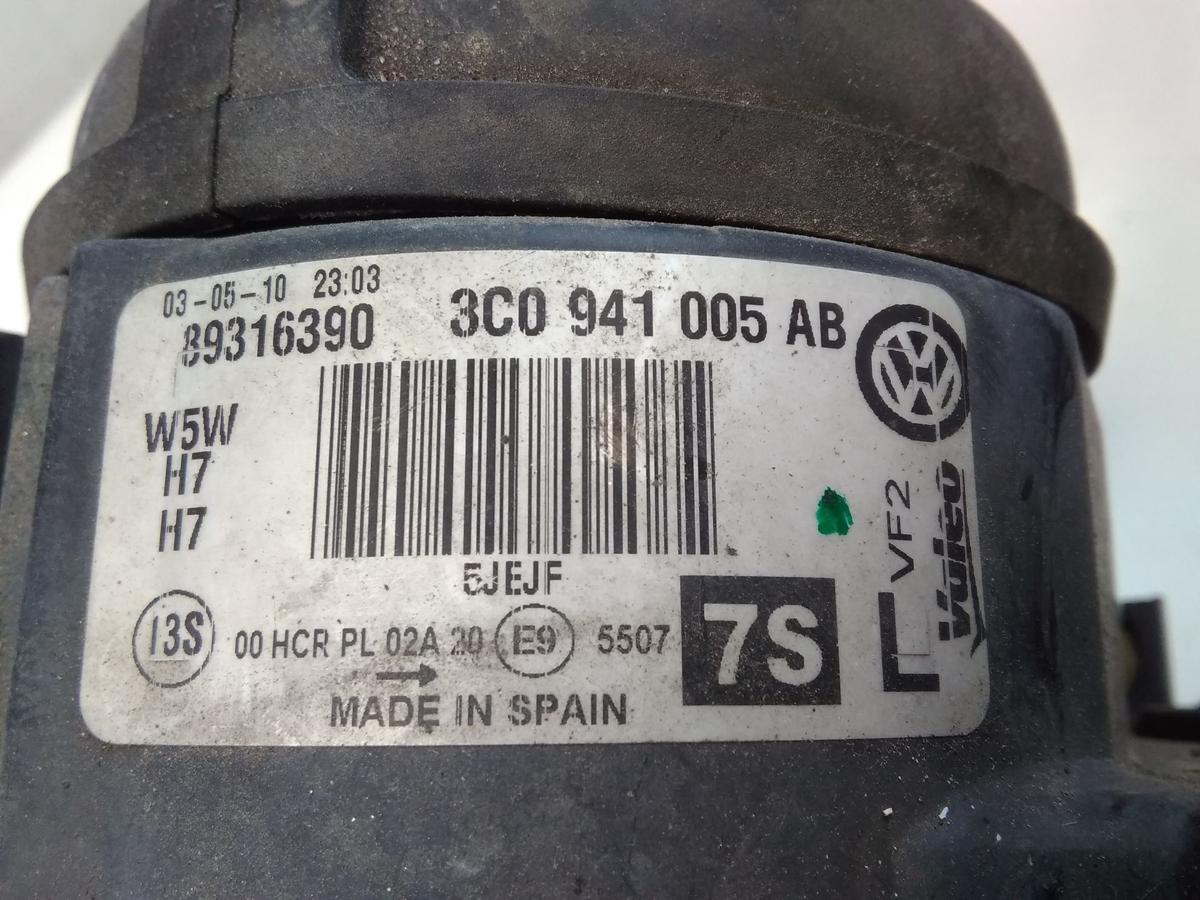 03-05-10 23:03
89316390 3C0 941 005 AB
W5W
H7
H7
5JEJF
13S 00 HCR PL 02A 20 E9 5507 7S
MADE IN SPAIN
VW
VF2
Valeo
L